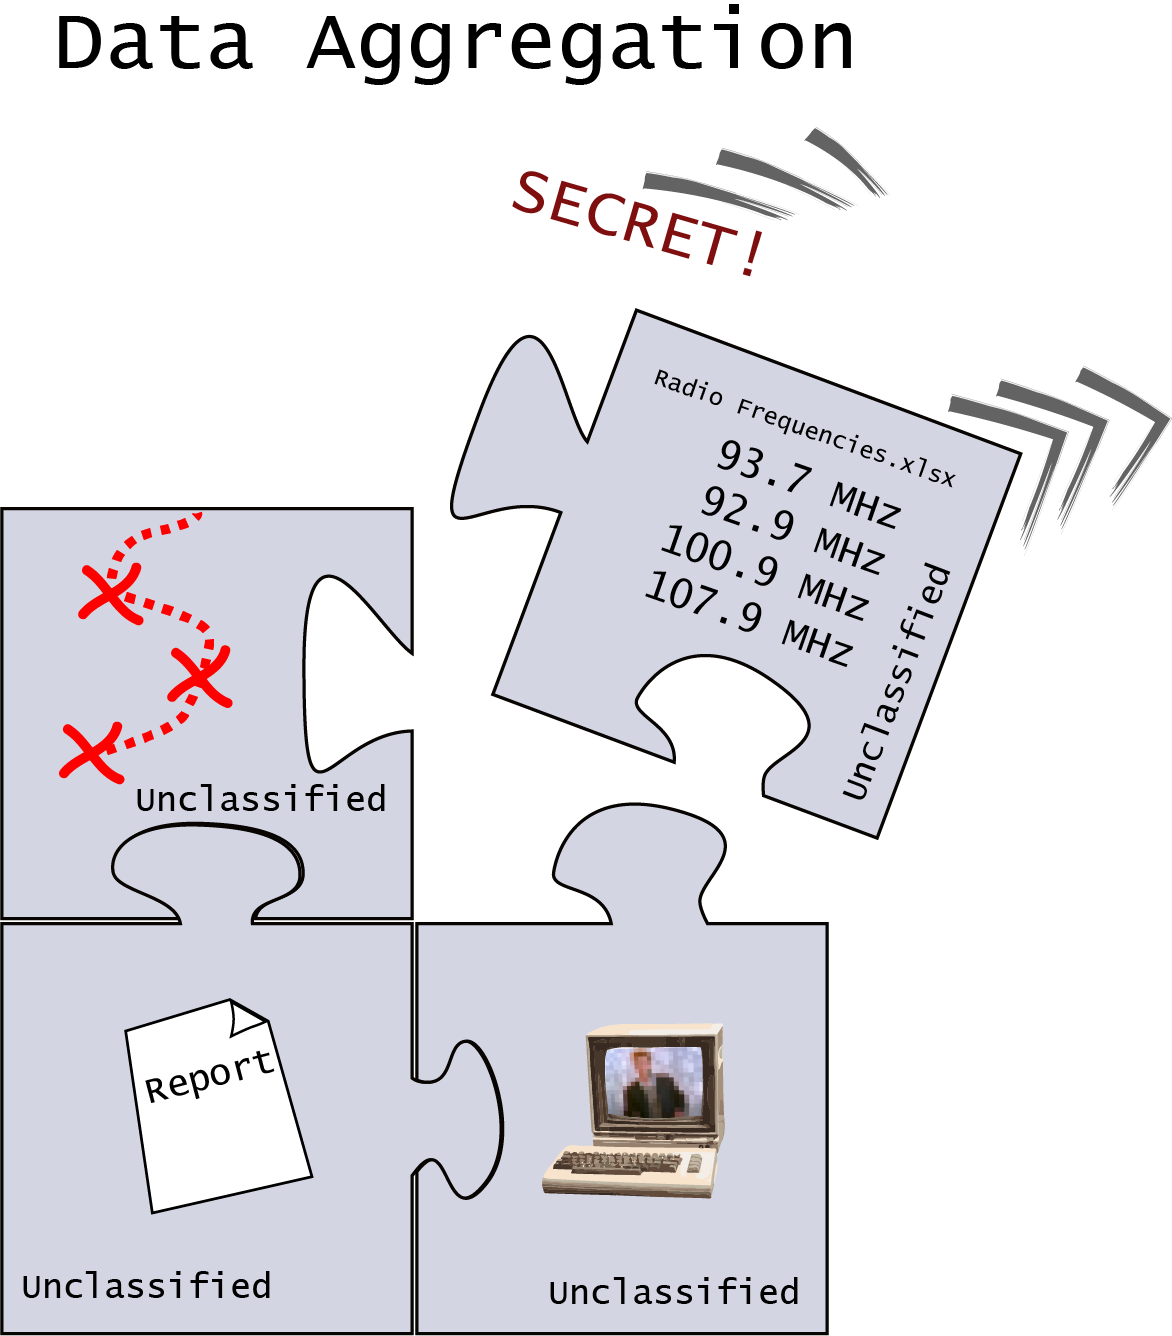 Data Aggregation
SECRET!
Radio Frequencies.xlsx
93.7 MHz
92.9 MHz
100.9 MHz
107.9 MHz
Unclassified
Unclassified
Report
Unclassified
Unclassified